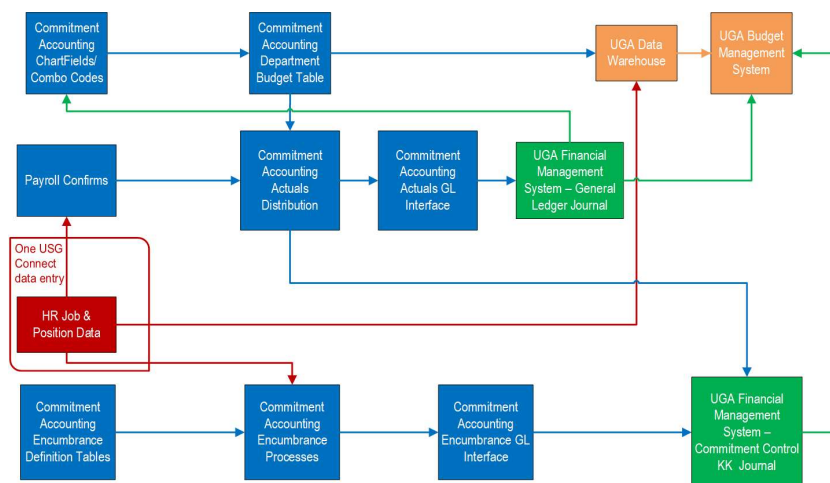 Commitment
Accounting
ChartFields/
Combo Codes
Commitment
Accounting
Department
Budget Table
UGA Data
Warehouse
UGA Budget
Management
System
Payroll Confirms
Commitment
Accounting
Actuals
Distribution
Commitment
Accounting
Actuals GL
Interface
UGA Financial
Management
System – General
Ledger Journal
One USG
Connect
data entry
HR Job &
Position Data
Commitment
Accounting
Encumbrance
Definition Tables
Commitment
Accounting
Encumbrance
Processes
Commitment
Accounting
Encumbrance GL
Interface
UGA Financial
Management
System –
Commitment Control
KK Journal